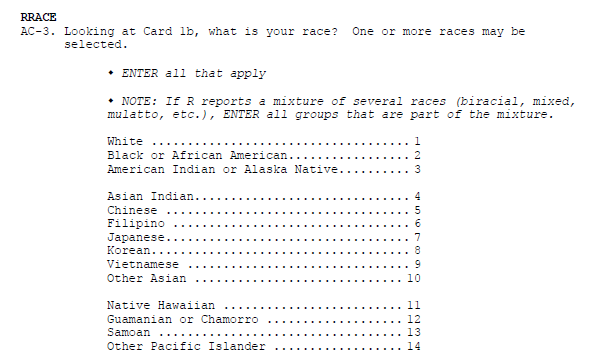 RRACE
AC-3. Looking at Card 1b, what is your race?  One or more races may be
selected.
• ENTER all that apply
• NOTE: If R reports a mixture of several races (biracial, mixed,
mulatto, etc.), ENTER all groups that are part of the mixture.
White .................................... 1
Black or African American................. 2
American Indian or Alaska Native.......... 3
Asian Indian.............................. 4
Chinese .................................. 5
Filipino ................................. 6
Japanese.................................. 7
Korean.................................... 8
Vietnamese ............................... 9
Other Asian ............................. 10
Native Hawaiian ......................... 11
Guamanian or Chamorro ................... 12
Samoan .................................. 13
Other Pacific Islander .................. 14